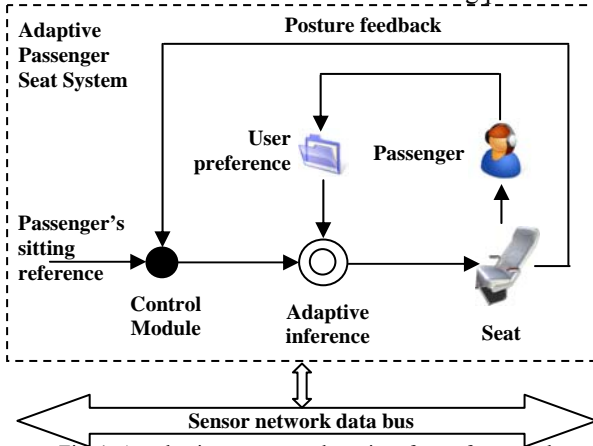 Adaptive
Passenger
Seat System
Posture feedback
User
preference
Passenger
Passenger's
sitting
reference
Control
Module
Adaptive
inference
Seat
Sensor network data bus